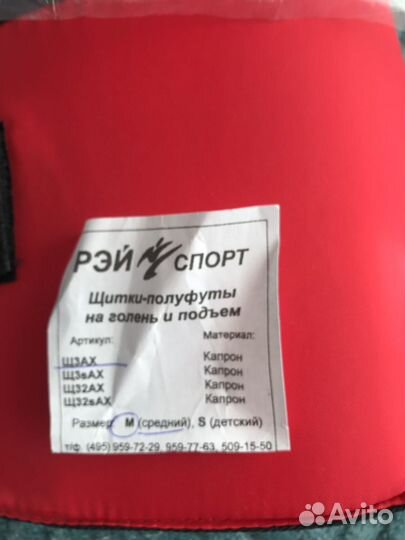 РЭЙ СПОРТ
Щитки-полуфуты
на голень и подъем
Артикул: Материал:
Щ3АХ Капрон
Щ3sАХ Капрон
Щ32АХ Капрон
Щ32sАХ Капрон
Размер: М (средний), S (детский)
т/ф. (495) 959-72-29, 959-77-63, 509-15-50
Avito